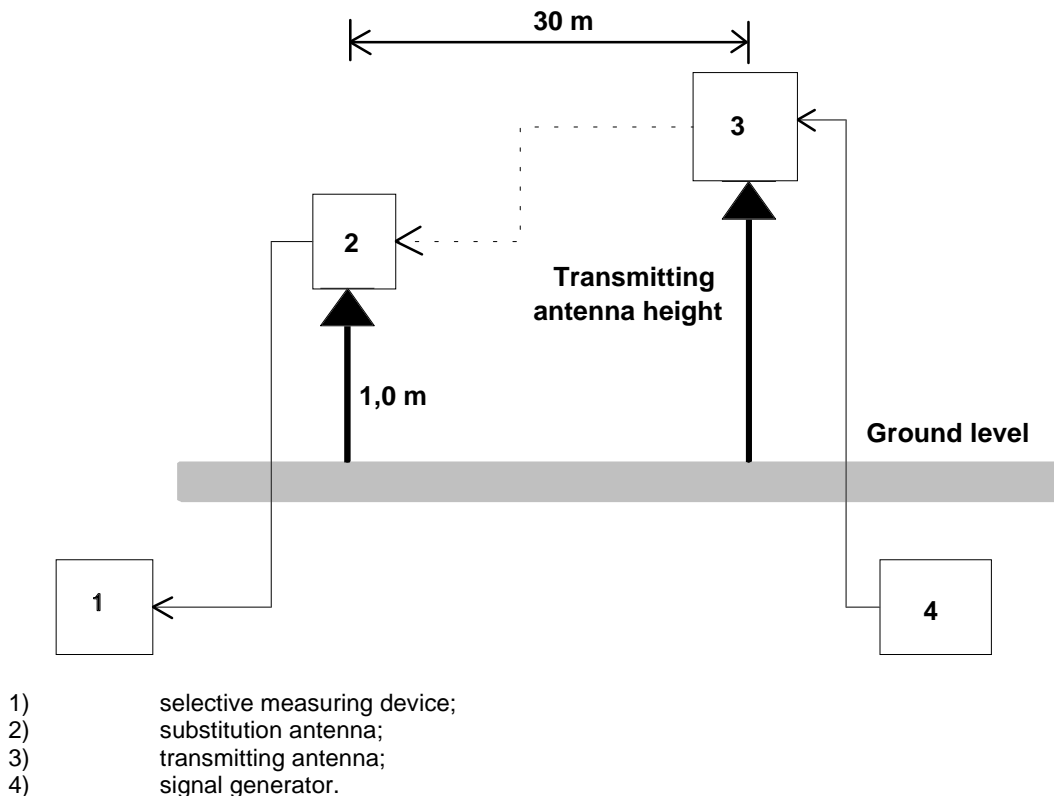 30 m
3
2
Transmitting
antenna height
1,0 m
Ground level
1
4
1) selective measuring device;
2) substitution antenna;
3) transmitting antenna;
4) signal generator.